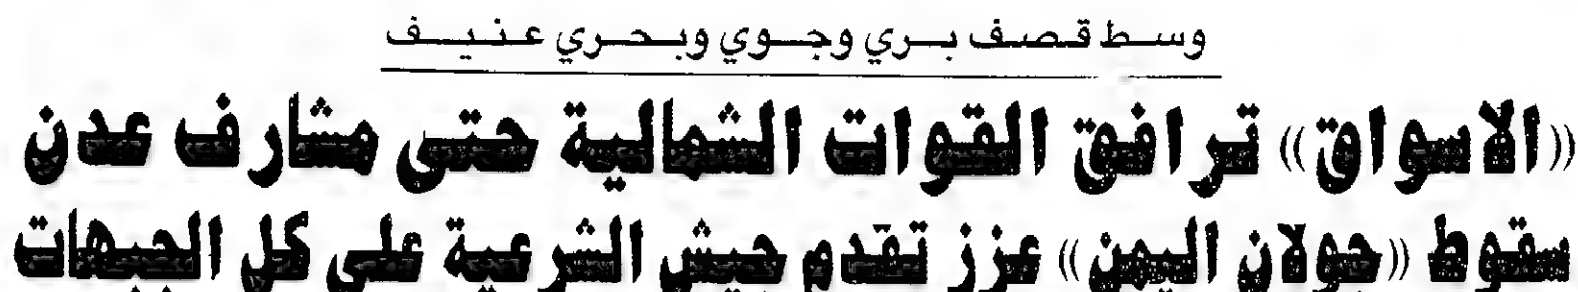 وسط قصف بري وجوي وبحري عنيف
((الاسواق)) ترافق القوات الشمالية حتى مشارف عدن
سقوط ((جولان اليمن)) عزز تقدم جيش الشرعية على كل الجبهات